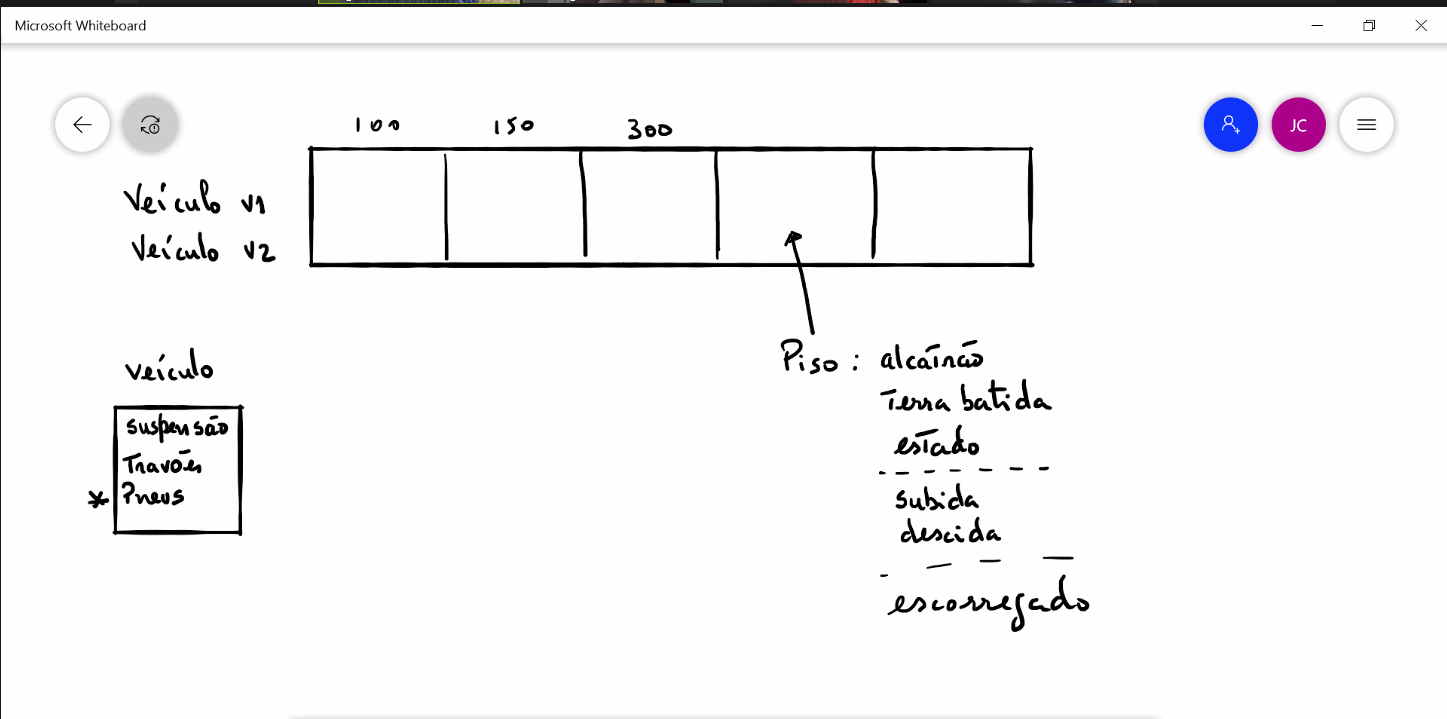 Microsoft Whiteboard
JC
100 150 300
Veículo v1
Veículo v2
Piso: alcatrão
Terra batida
estado
subida
descida
escorregado
veículo
suspensão
Travões
* Pneus